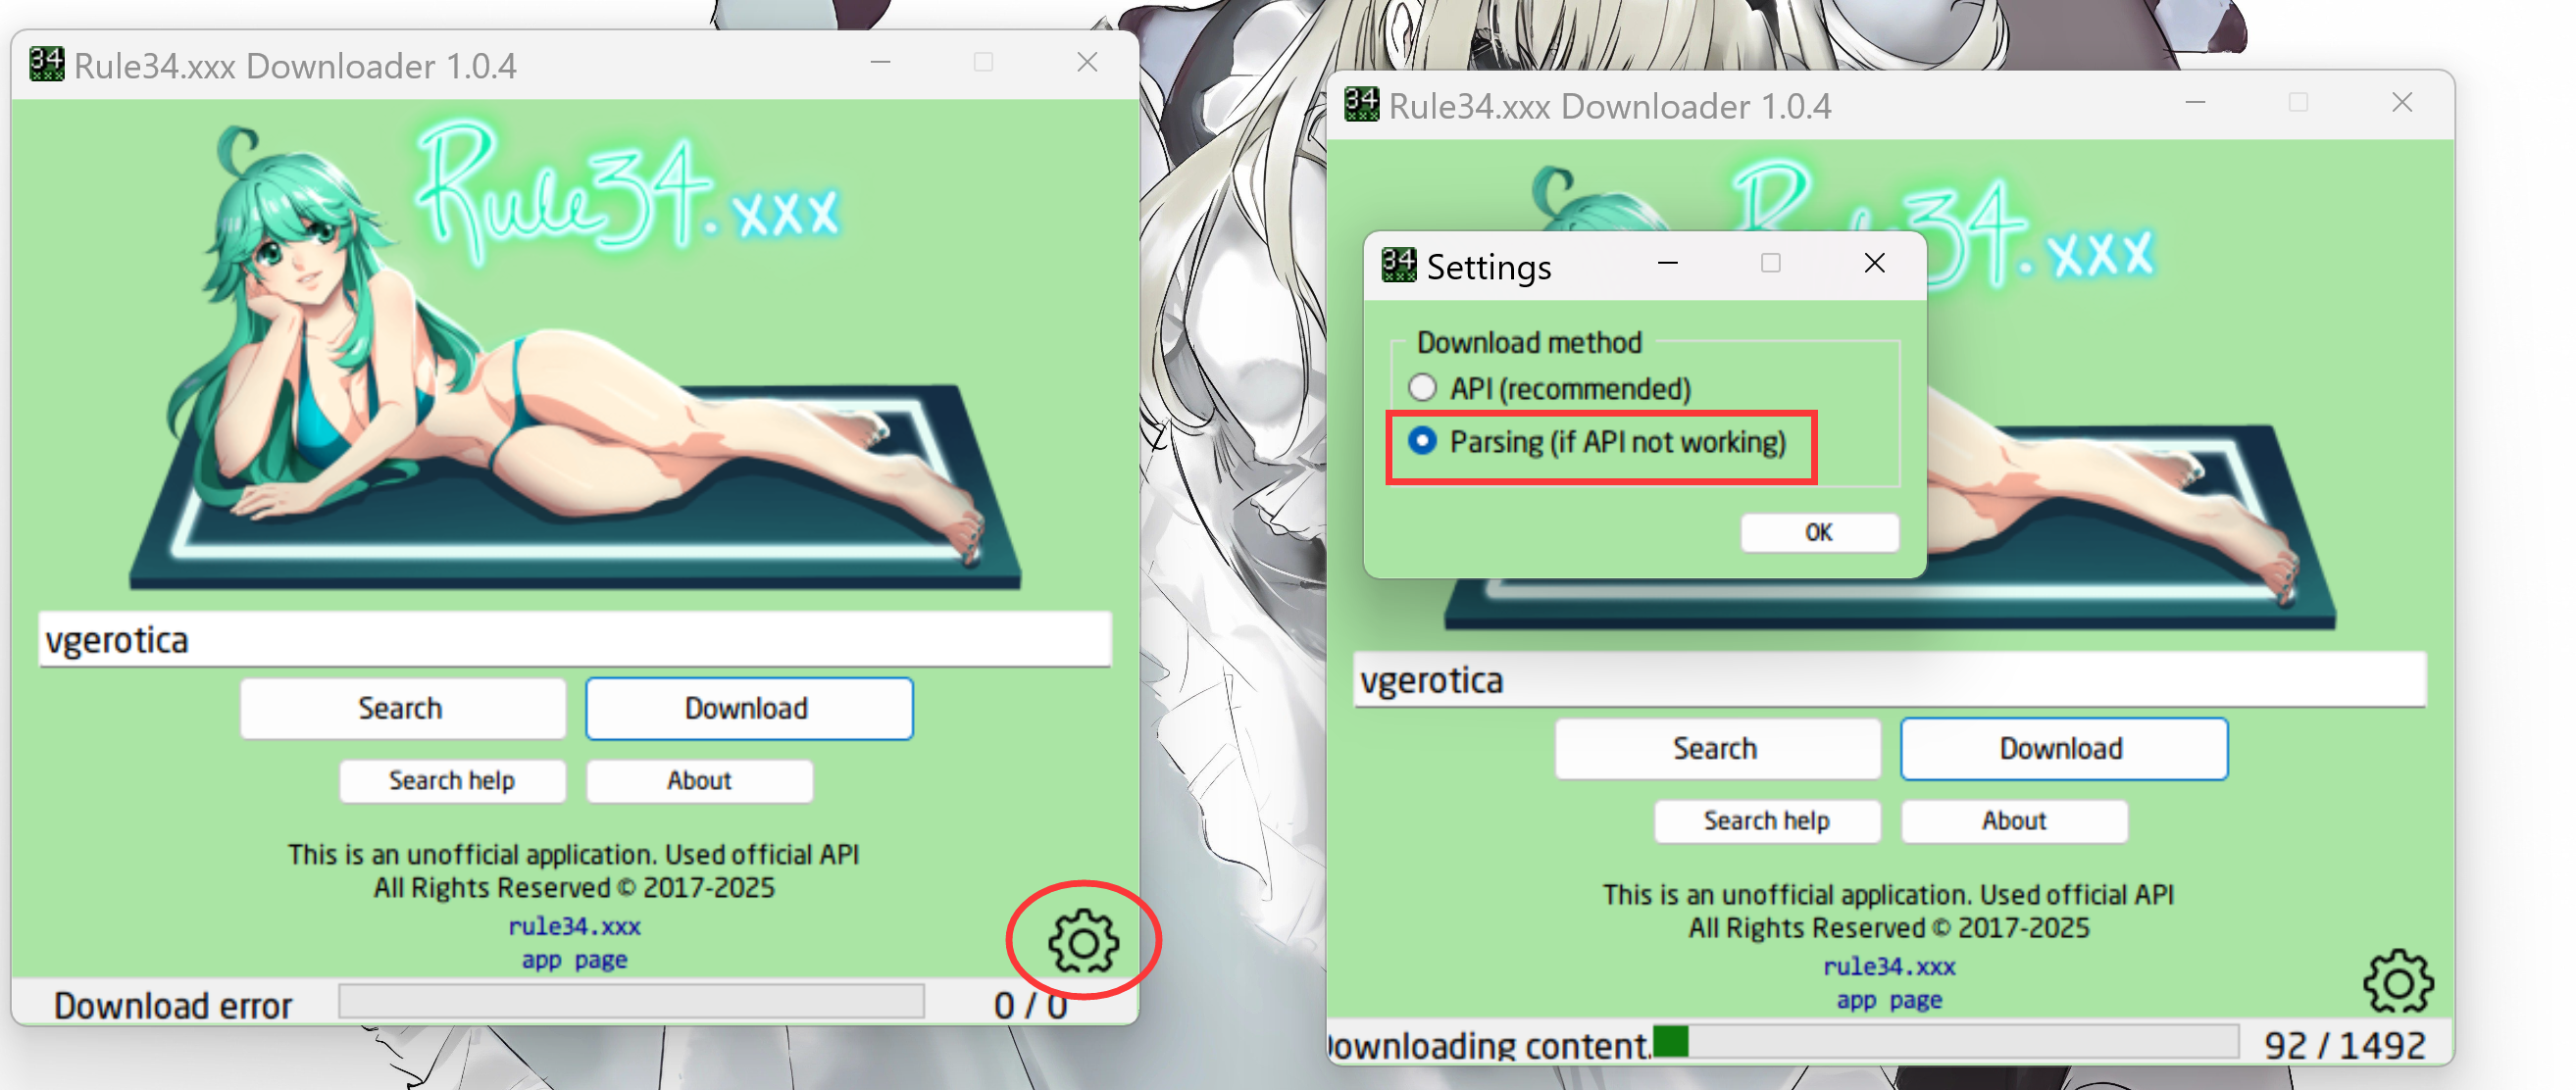 Rule34.xxx Downloader 1.0.4
Rule34.xxx
vgerotica
Search
Download
Search help
About
This is an unofficial application. Used official API
All Rights Reserved © 2017-2025
rule34.xxx
app page
Download error
0 / 0
Rule34.xxx Downloader 1.0.4
34.xxx
Settings
Download method
API (recommended)
Parsing (if API not working)
OK
vgerotica
Search
Download
Search help
About
This is an unofficial application. Used official API
All Rights Reserved © 2017-2025
rule34.xxx
app page
ownloading content.
92 / 1492